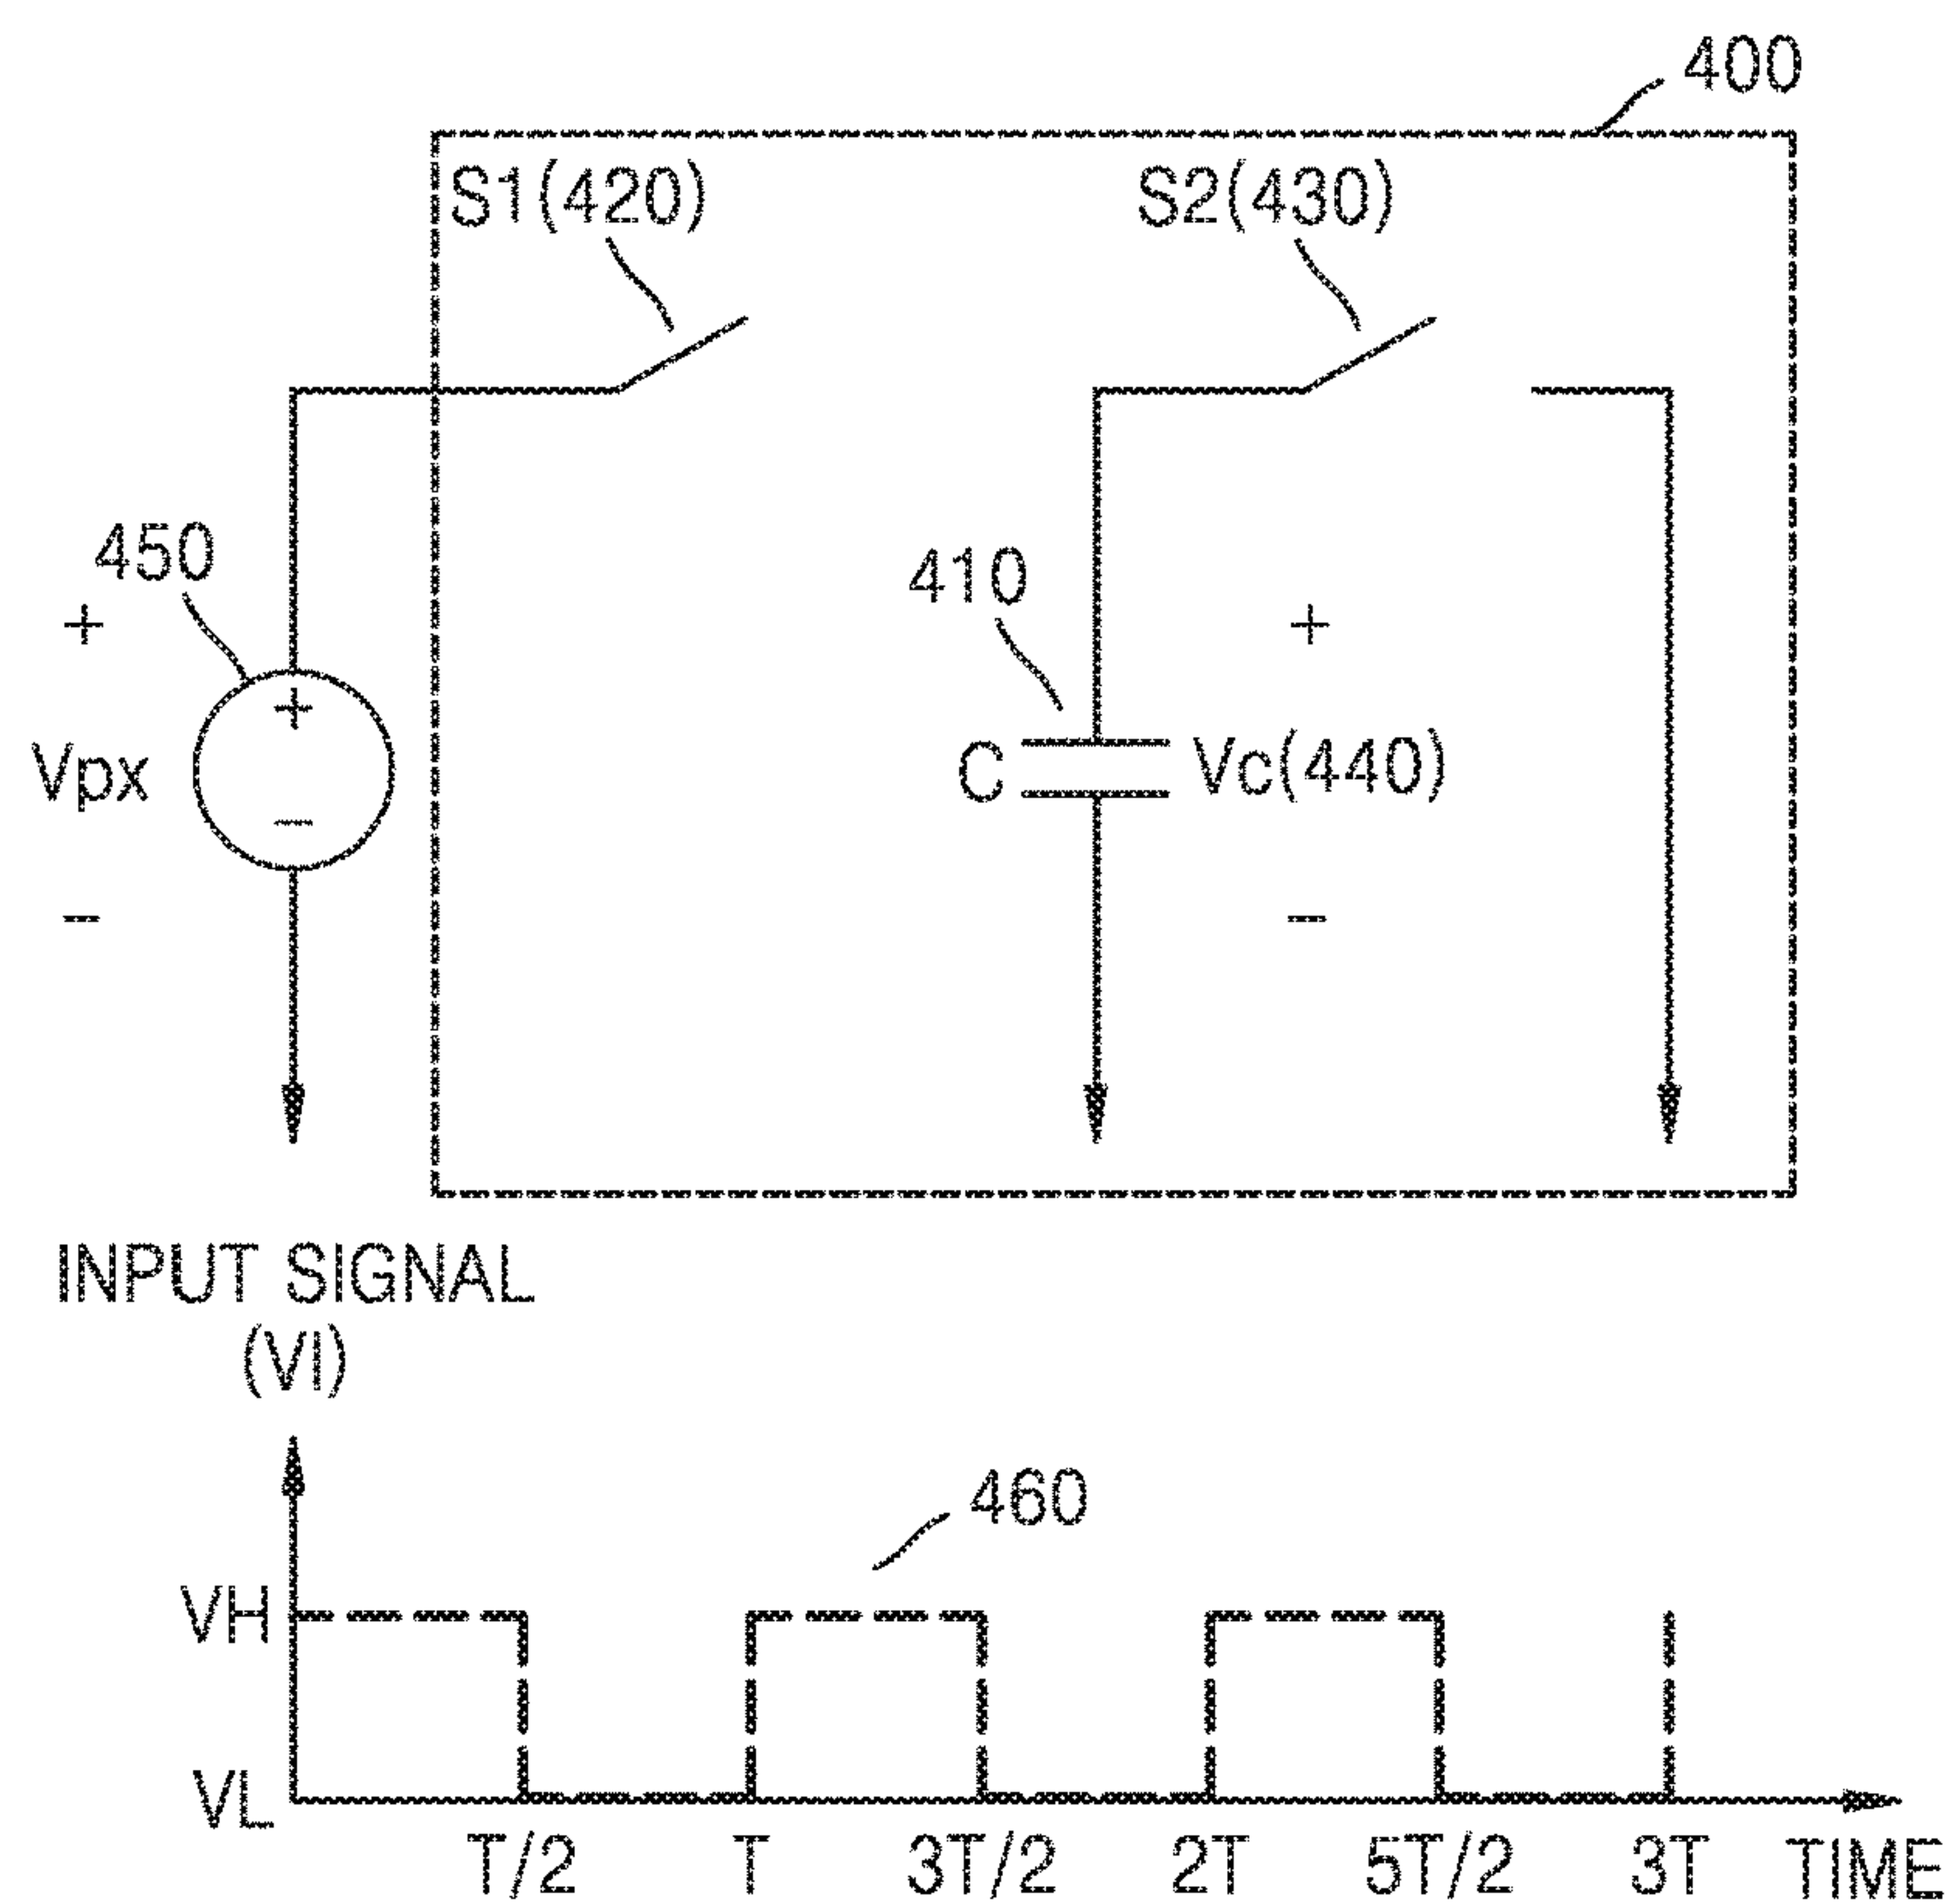 400
S1(420) S2(430)
450
410
+ +
+
Vpx C Vc(440)
−
− −
INPUT SIGNAL
(VI)
460
VH
VL
T/2 T 3T/2 2T 5T/2 3T TIME